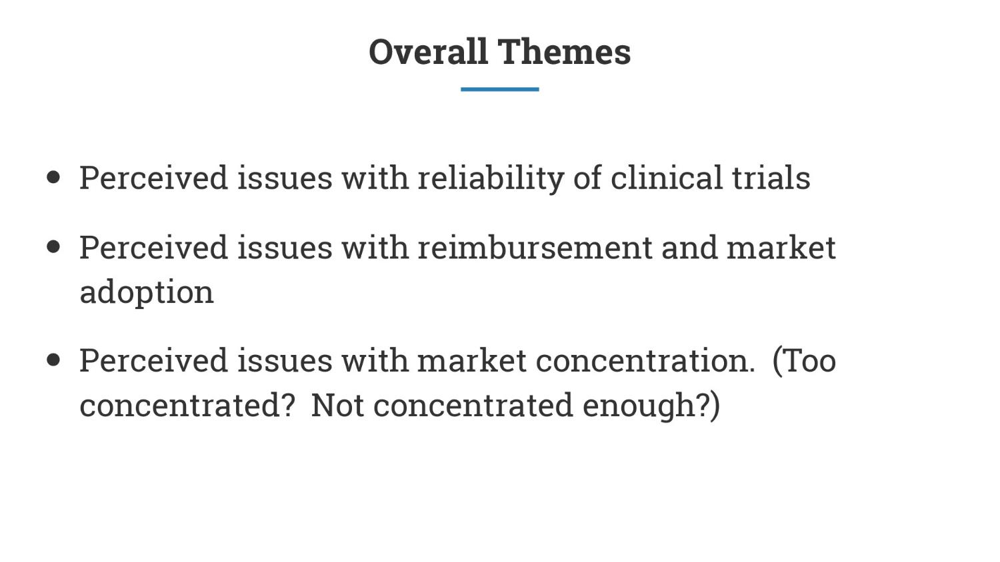 Overall Themes
● Perceived issues with reliability of clinical trials
● Perceived issues with reimbursement and market
adoption
● Perceived issues with market concentration.  (Too
concentrated?  Not concentrated enough?)